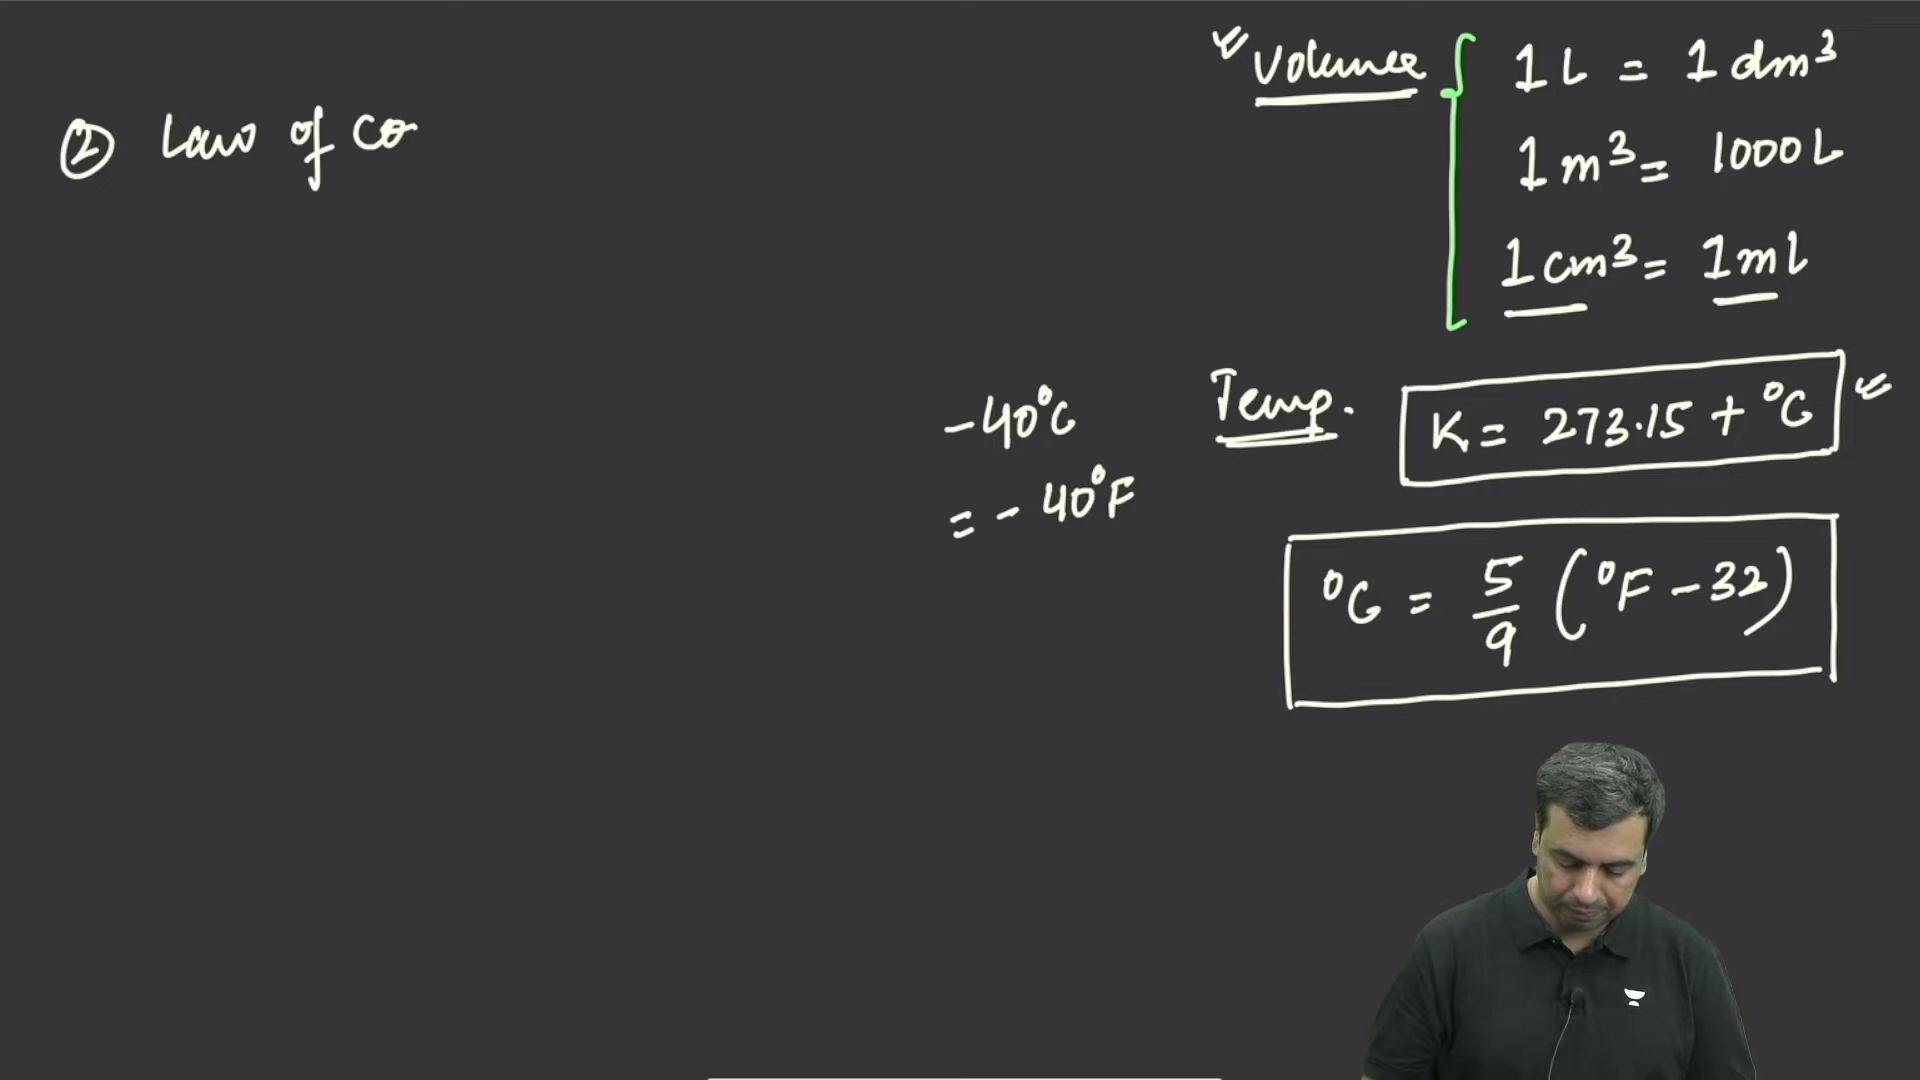 ② Law of co
Volume { 1 L = 1 dm³
1 m³ = 1000 L
1 cm³ = 1 ml
Temp. K = 273.15 + °C
-40°C
= - 40°F
°C = 5/9 (°F - 32)